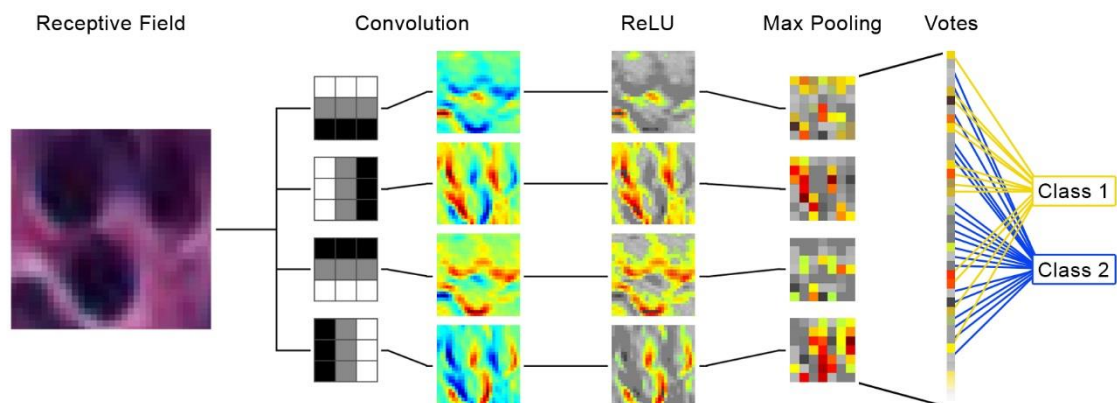 Receptive Field
Convolution
ReLU
Max Pooling
Votes
Class 1
Class 2